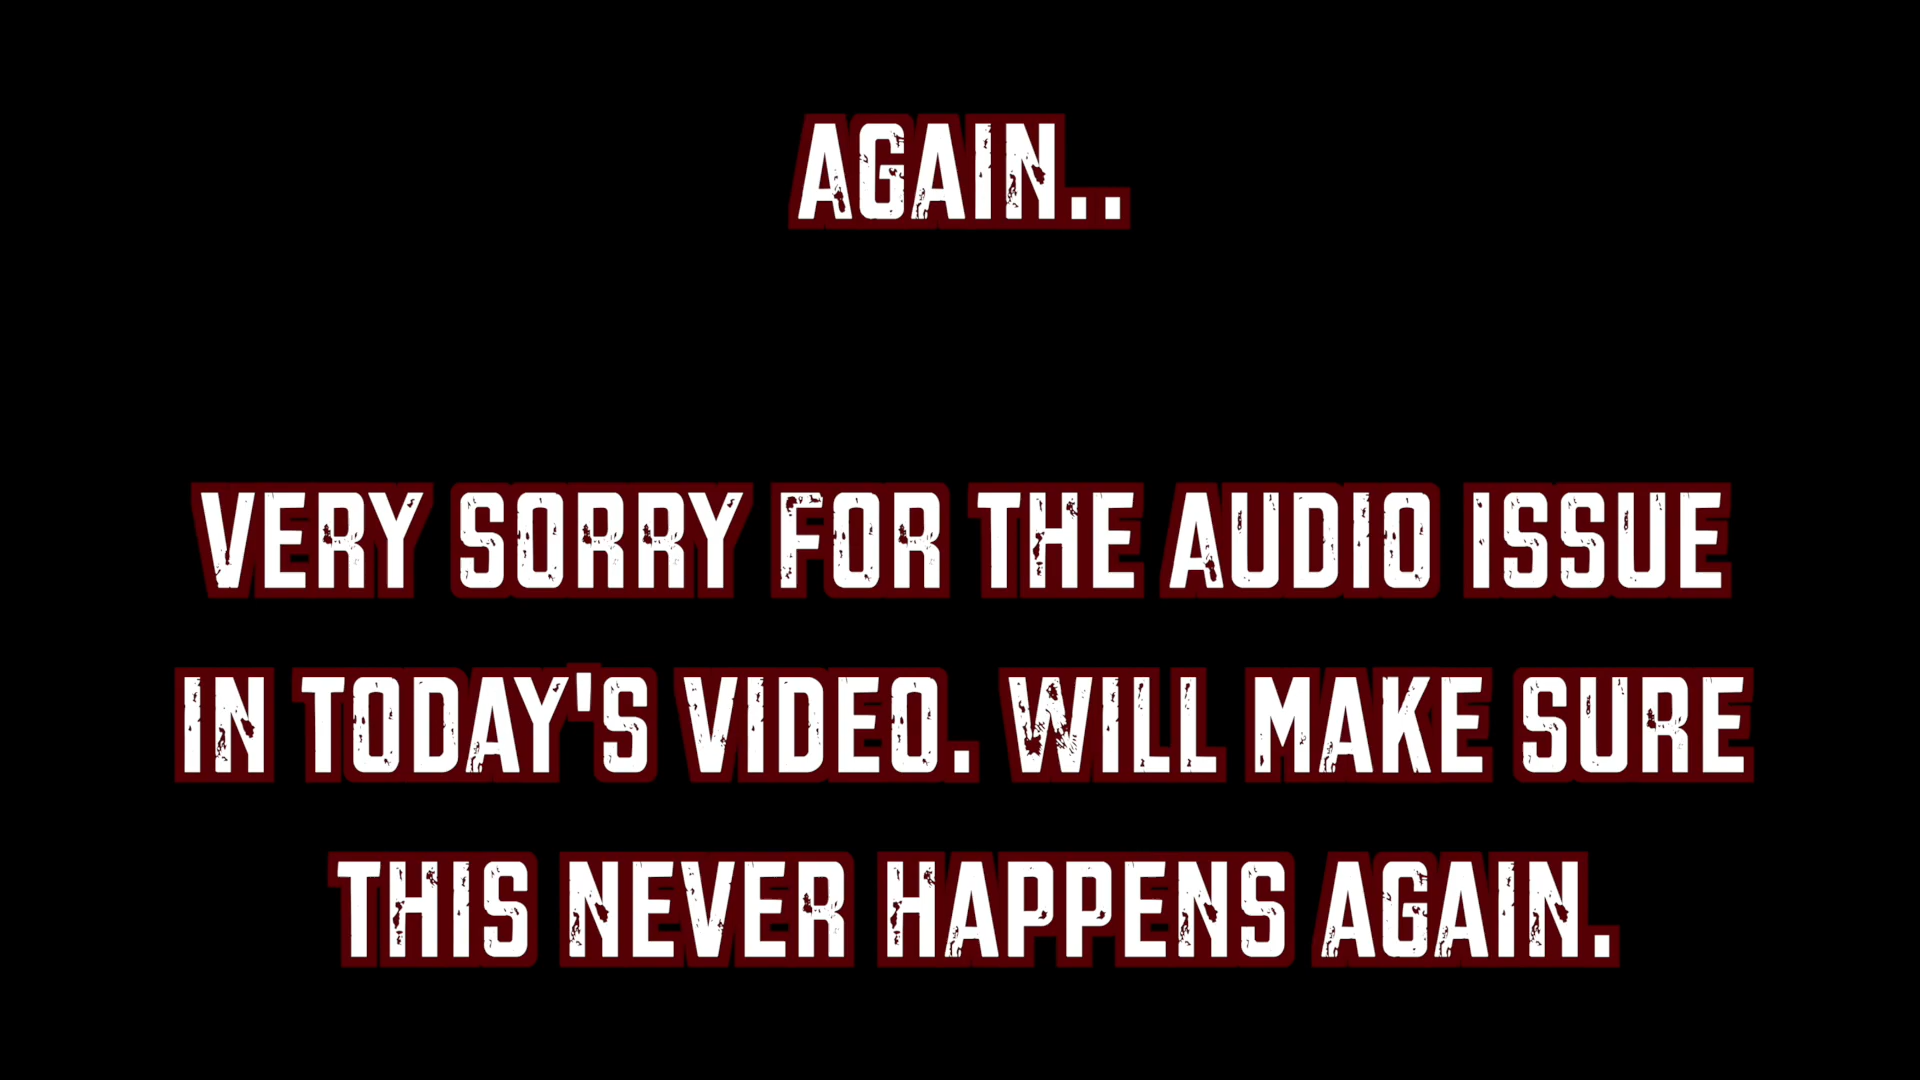 AGAIN..
VERY SORRY FOR THE AUDIO ISSUE
IN TODAY'S VIDEO. WILL MAKE SURE
THIS NEVER HAPPENS AGAIN.